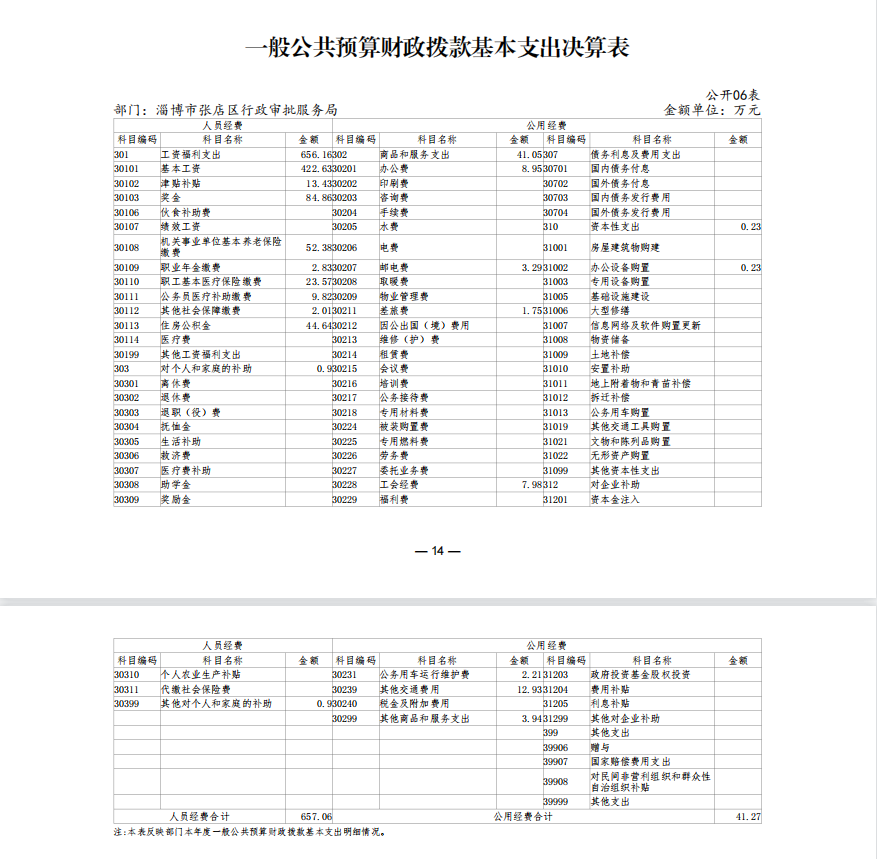 一般公共预算财政拨款基本支出决算表
公开06表
部门：淄博市张店区行政审批服务局 金额单位：万元
人员经费 公用经费
科目编码 科目名称 金额 科目编码 科目名称 金额 科目编码 科目名称 金额
301 工资福利支出 656.16 302 商品和服务支出 41.05 307 债务利息及费用支出
30101 基本工资 422.63 30201 办公费 8.95 30701 国内债务付息
30102 津贴补贴 13.43 30202 印刷费 30702 国外债务付息
30103 奖金 84.86 30203 咨询费 30703 国内债务发行费用
30106 伙食补助费 30204 手续费 30704 国外债务发行费用
30107 绩效工资 30205 水费 310 资本性支出 0.23
30108 机关事业单位基本养老保险缴费 52.38 30206 电费 31001 房屋建筑物购建
30109 职业年金缴费 2.83 30207 邮电费 3.29 31002 办公设备购置 0.23
30110 职工基本医疗保险缴费 23.57 30208 取暖费 31003 专用设备购置
30111 公务员医疗补助缴费 9.82 30209 物业管理费 31005 基础设施建设
30112 其他社会保障缴费 2.01 30211 差旅费 1.75 31006 大型修缮
30113 住房公积金 44.64 30212 因公出国（境）费用 31007 信息网络及软件购置更新
30114 医疗费 30213 维修（护）费 31008 物资储备
30199 其他工资福利支出 30214 租赁费 31009 土地补偿
303 对个人和家庭的补助 0.9 30215 会议费 31010 安置补助
30301 离休费 30216 培训费 31011 地上附着物和青苗补偿
30302 退休费 30217 公务接待费 31012 拆迁补偿
30303 退职（役）费 30218 专用材料费 31013 公务用车购置
30304 抚恤金 30224 被装购置费 31019 其他交通工具购置
30305 生活补助 30225 专用燃料费 31021 文物和陈列品购置
30306 救济费 30226 劳务费 31022 无形资产购置
30307 医疗费补助 30227 委托业务费 31099 其他资本性支出
30308 助学金 30228 工会经费 7.98 312 对企业补助
30309 奖励金 30229 福利费 31201 资本金注入
— 14 —
人员经费 公用经费
科目编码 科目名称 金额 科目编码 科目名称 金额 科目编码 科目名称 金额
30310 个人农业生产补贴 30231 公务用车运行维护费 2.21 31203 政府投资基金股权投资
30311 代缴社会保险费 30239 其他交通费用 12.93 31204 费用补贴
30399 其他对个人和家庭的补助 0.9 30240 税金及附加费用 31205 利息补贴
30299 其他商品和服务支出 3.94 31299 其他对企业补助
399 其他支出
39906 赠与
39907 国家赔偿费用支出
39908 对民间非营利组织和群众性自治组织补贴
39999 其他支出
人员经费合计 657.06 公用经费合计 41.27
注：本表反映部门本年度一般公共预算财政拨款基本支出明细情况。